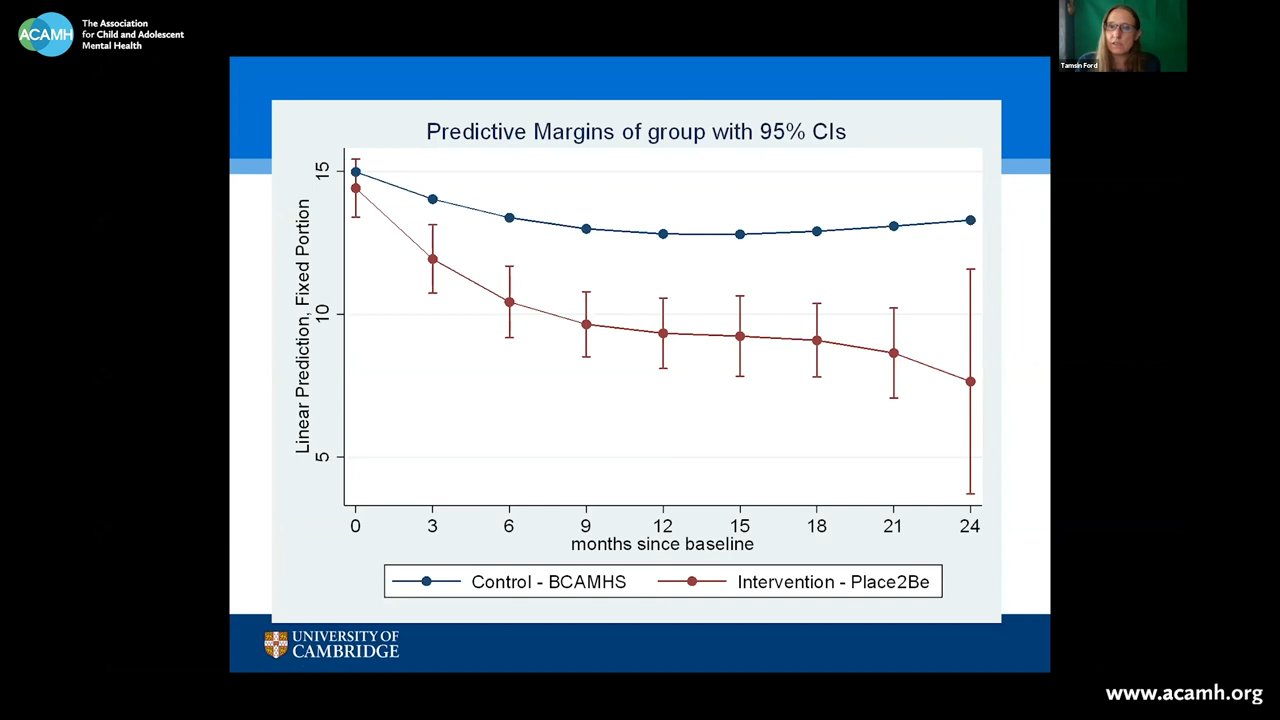 ACAMH
The Association
for Child and Adolescent
Mental Health
Tamsin Ford
Predictive Margins of group with 95% CIs
Linear Prediction, Fixed Portion
15
10
5
0 3 6 9 12 15 18 21 24
months since baseline
Control - BCAMHS Intervention - Place2Be
UNIVERSITY OF
CAMBRIDGE
www.acamh.org